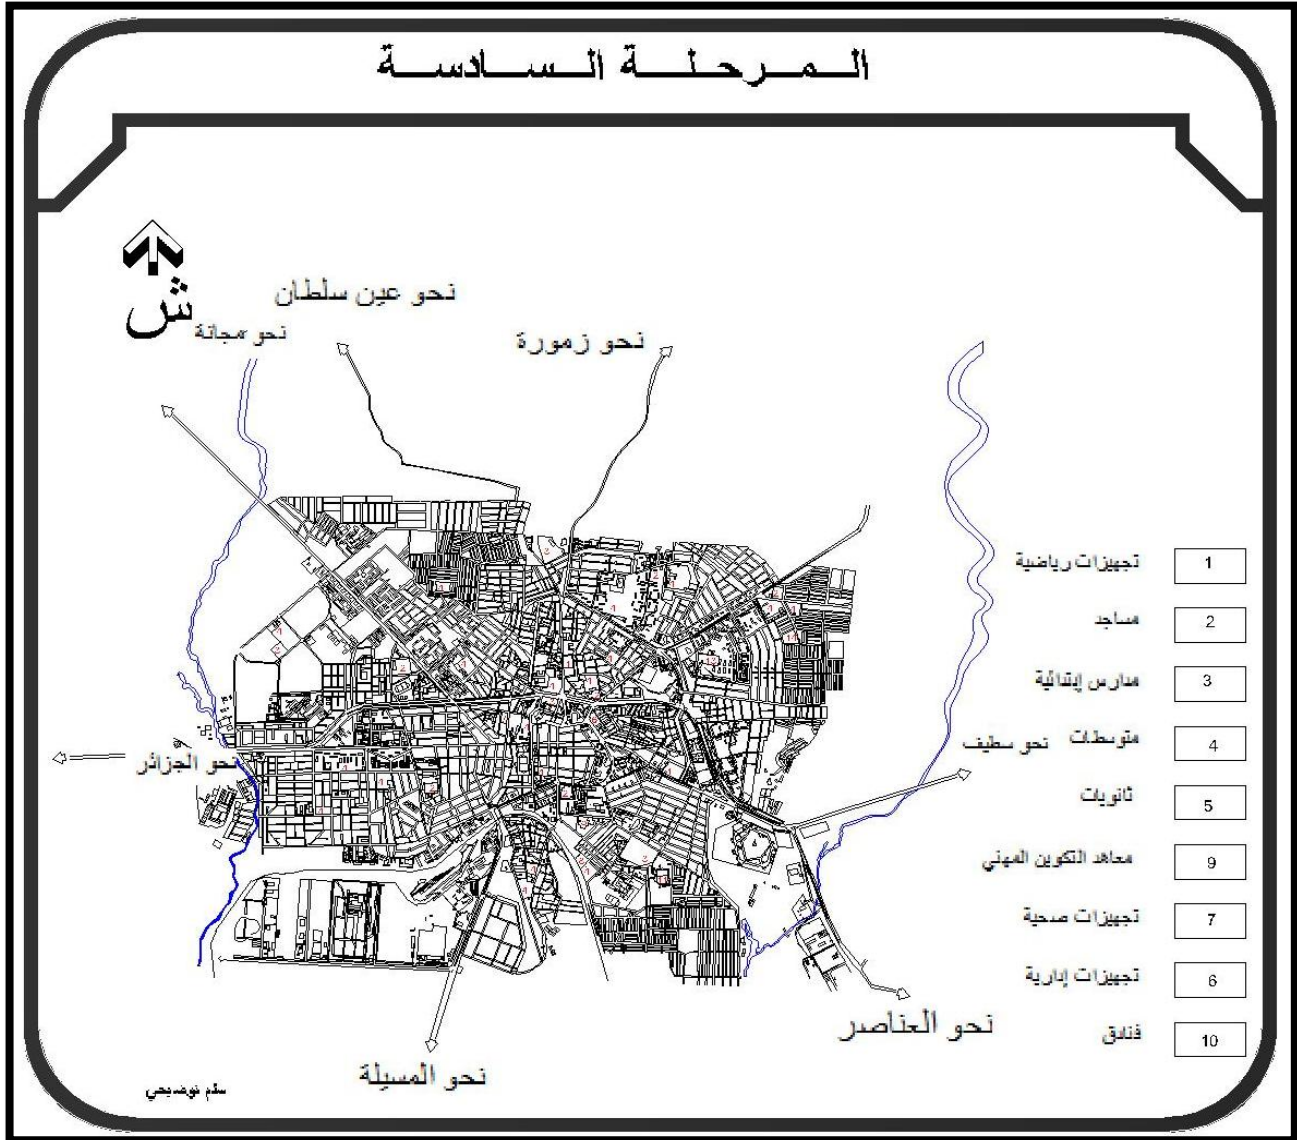 الـــمـــرحـلـــــة الـــســـــادســـــة
نحو عين سلطان
ش
نحو مجانة
نحو زمورة
تجهيزات رياضية 1
مساجد 2
مدارس إبتدائية 3
نحو سطيف
متوسطات 4
نحو الجزائر
ثانويات 5
معاهد التكوين المهني 9
تجهيزات صحية 7
تجهيزات إدارية 6
نحو العناصر
فنادق 10
نحو المسيلة
سلم توضيحي